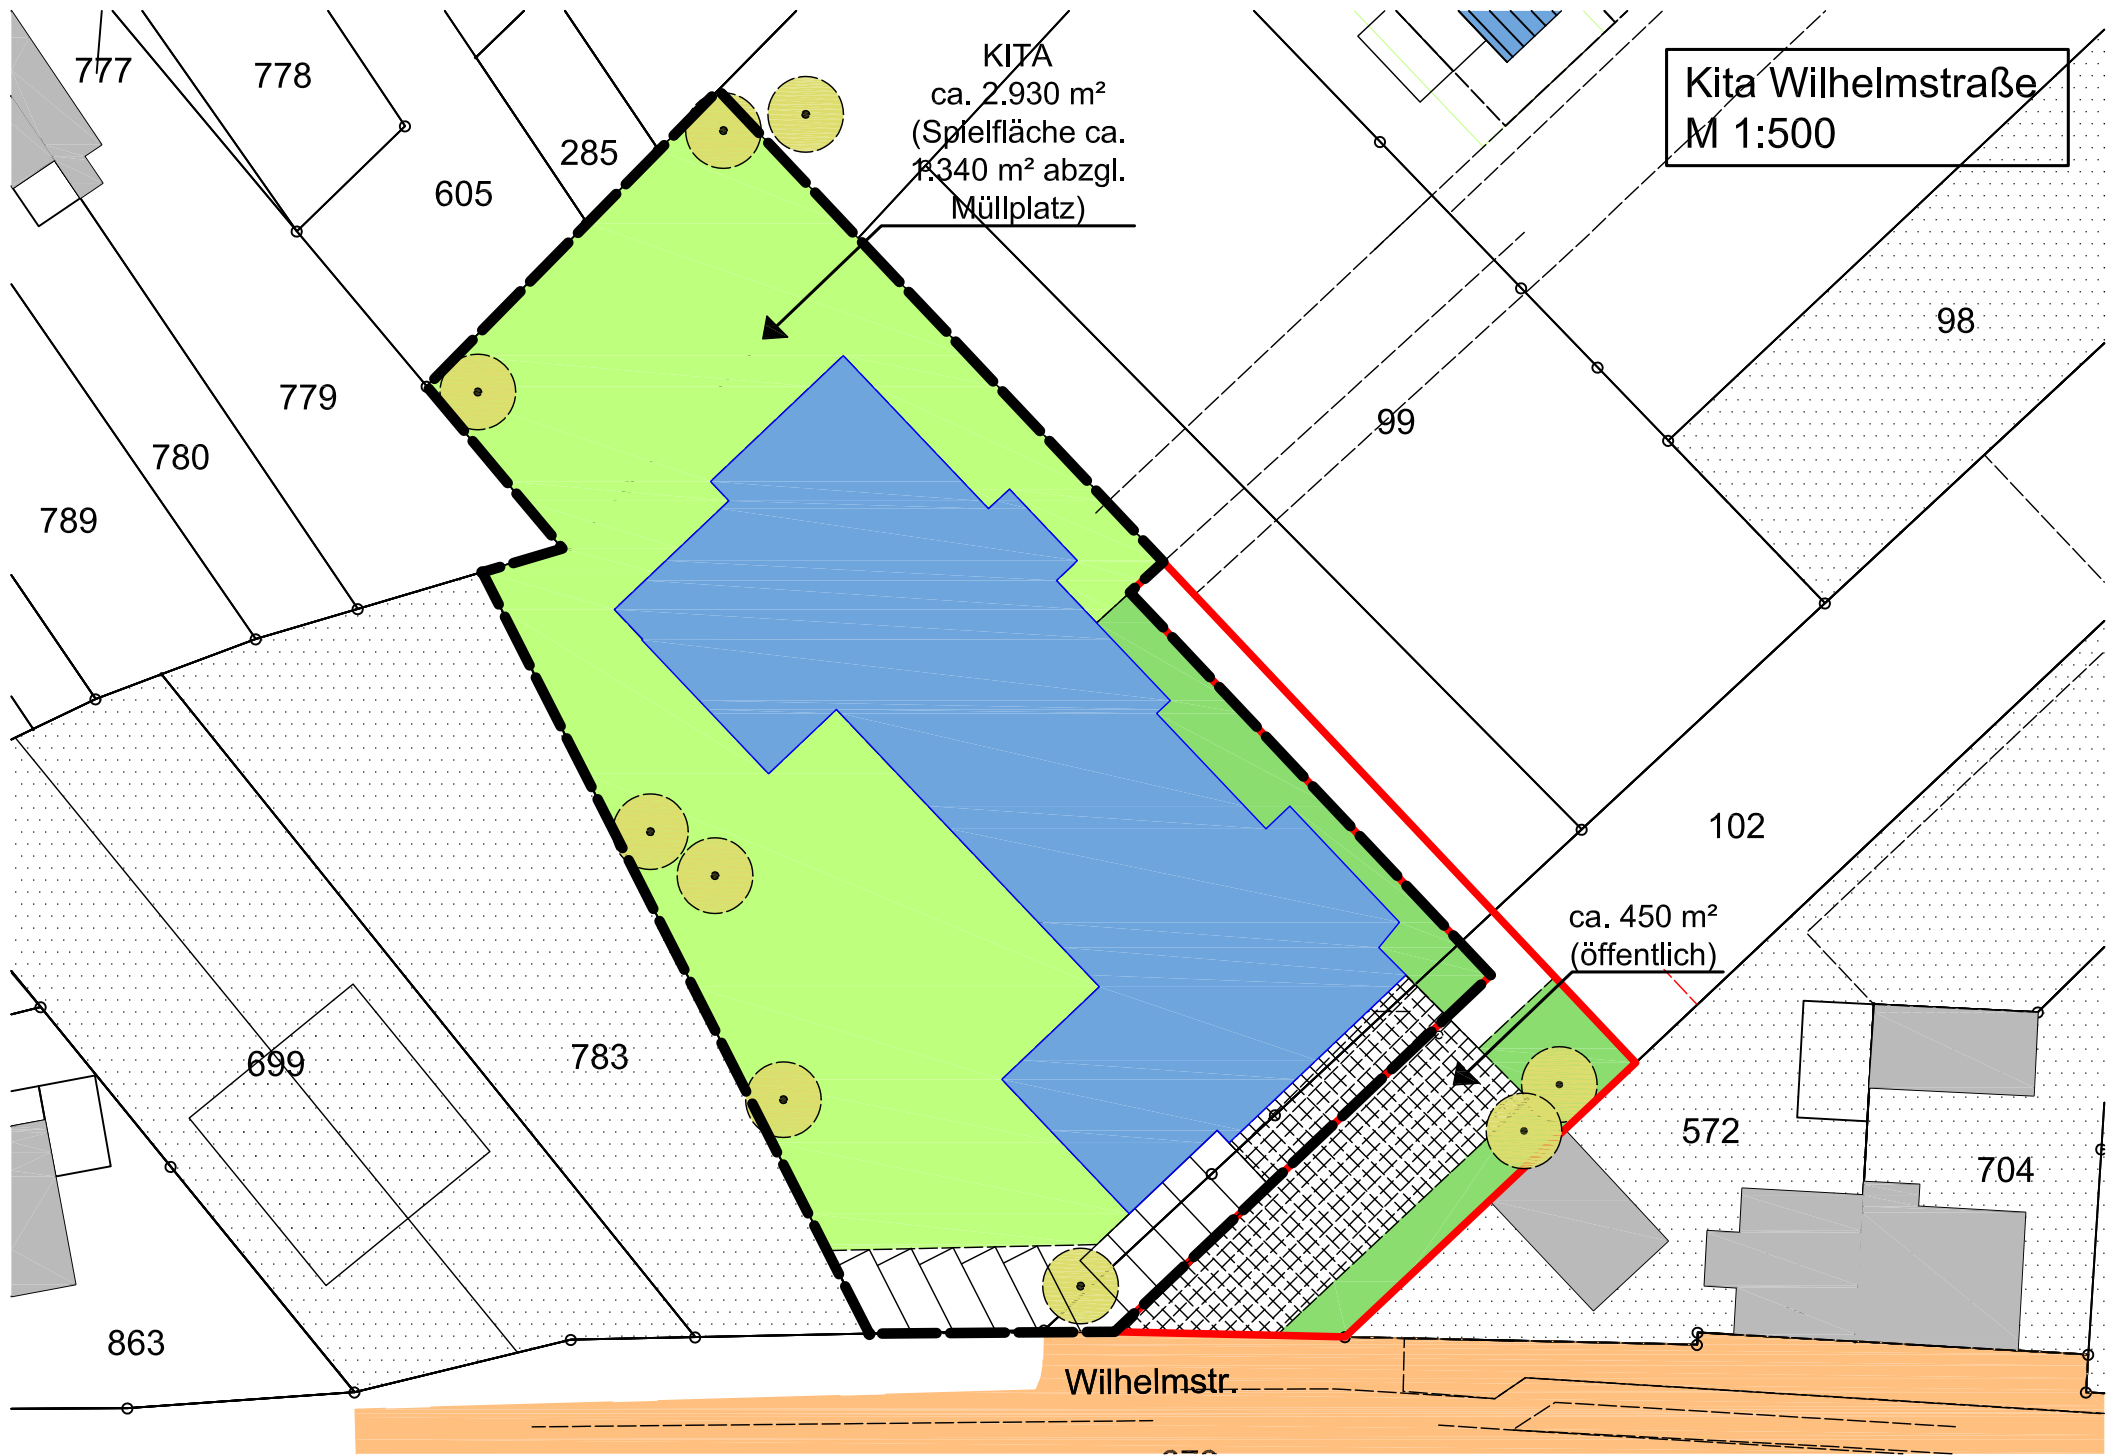 777
778
KITA
ca. 2.930 m²
(Spielfläche ca.
1.340 m² abzgl.
Müllplatz)
Kita Wilhelmstraße
M 1:500
285
605
98
779
99
780
789
102
ca. 450 m²
(öffentlich)
699
783
572
704
863
Wilhelmstr.